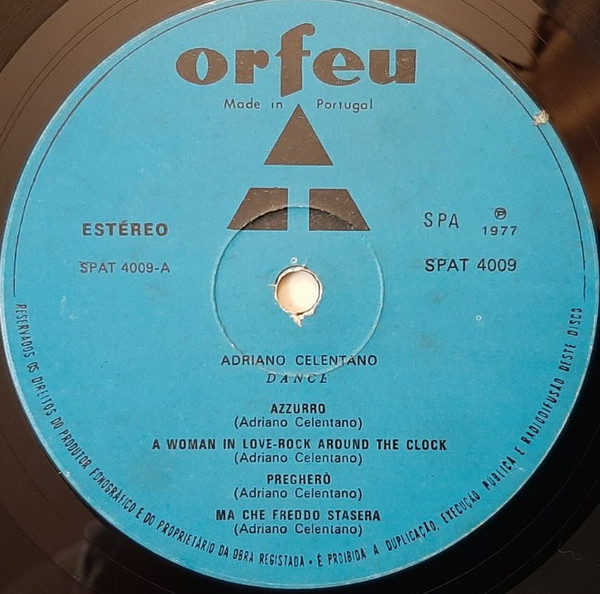 orfeu
Made in Portugal
ESTÉREO
SPA ℗
1977
SPAT 4009-A
SPAT 4009
ADRIANO CELENTANO
DANCE
AZZURRO
(Adriano Celentano)
A WOMAN IN LOVE-ROCK AROUND THE CLOCK
(Adriano Celentano)
PREGHERÒ
(Adriano Celentano)
MA CHE FREDDO STASERA
(Adriano Celentano)
RESERVADOS OS DIREITOS DO PRODUTOR FONOGRÁFICO E DO PROPRIETÁRIO DA OBRA REGISTADA • É PROIBIDA A DUPLICAÇÃO, EXECUÇÃO PÚBLICA E RADIODIFUSÃO DESTE DISCO